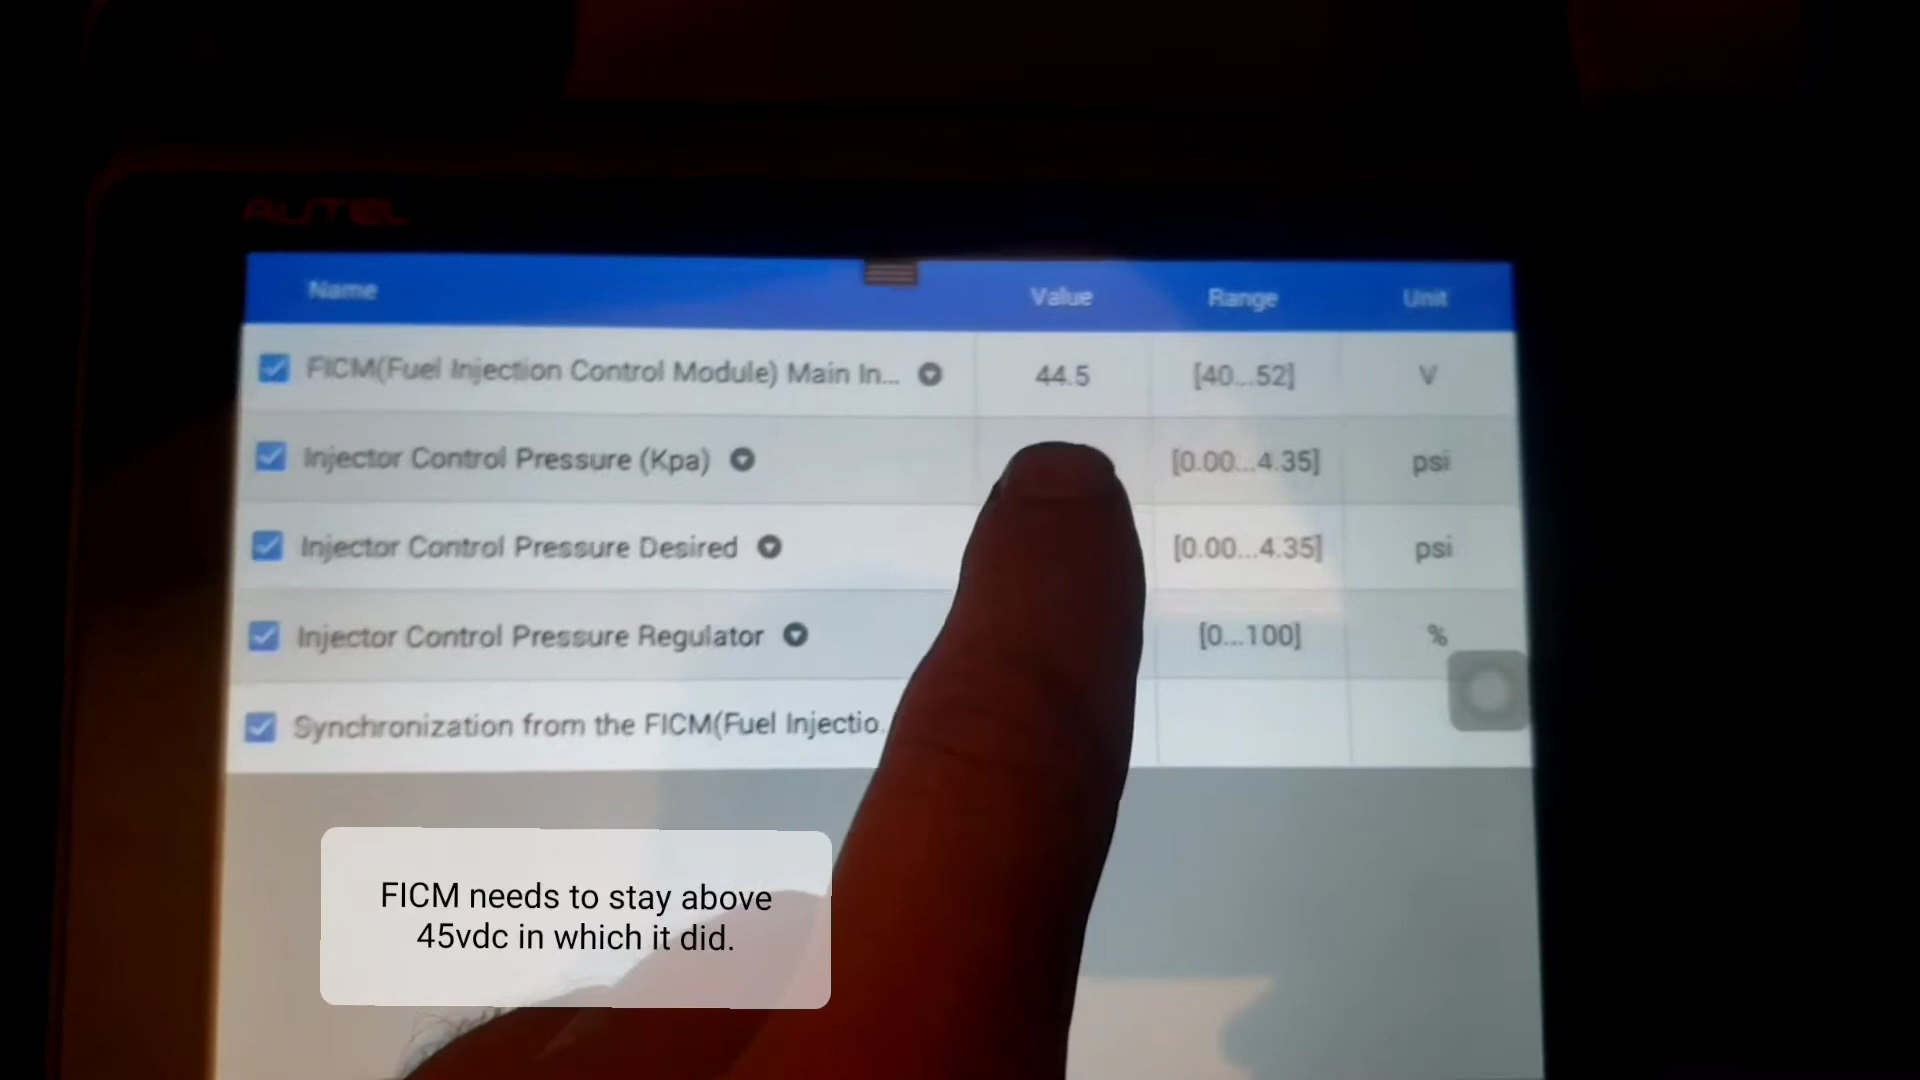 AUTEL
Name Value Range Unit
FICM(Fuel Injection Control Module) Main In... 44.5 [40...52] V
Injector Control Pressure (Kpa) [0.00...4.35] psi
Injector Control Pressure Desired [0.00...4.35] psi
Injector Control Pressure Regulator [0...100] %
Synchronization from the FICM(Fuel Injectio..
FICM needs to stay above
45vdc in which it did.